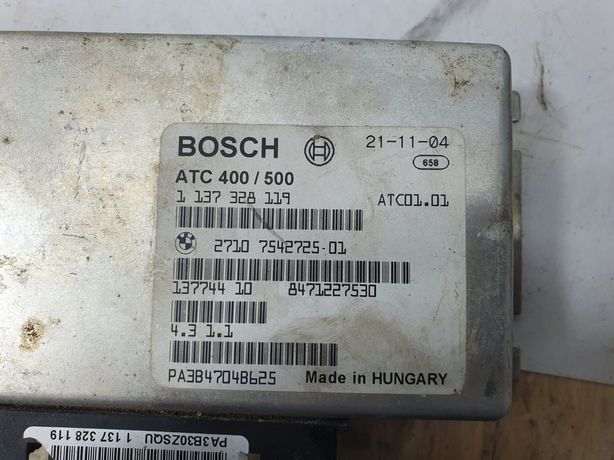 BOSCH 21-11-04
658
ATC 400 / 500
1 137 328 119 ATC01.01
2710 7542725-01
137744 10 8471227530
4.3 1.1
PA3B4704B625 Made in HUNGARY
PA3B30ZSQU 1 137 328 119